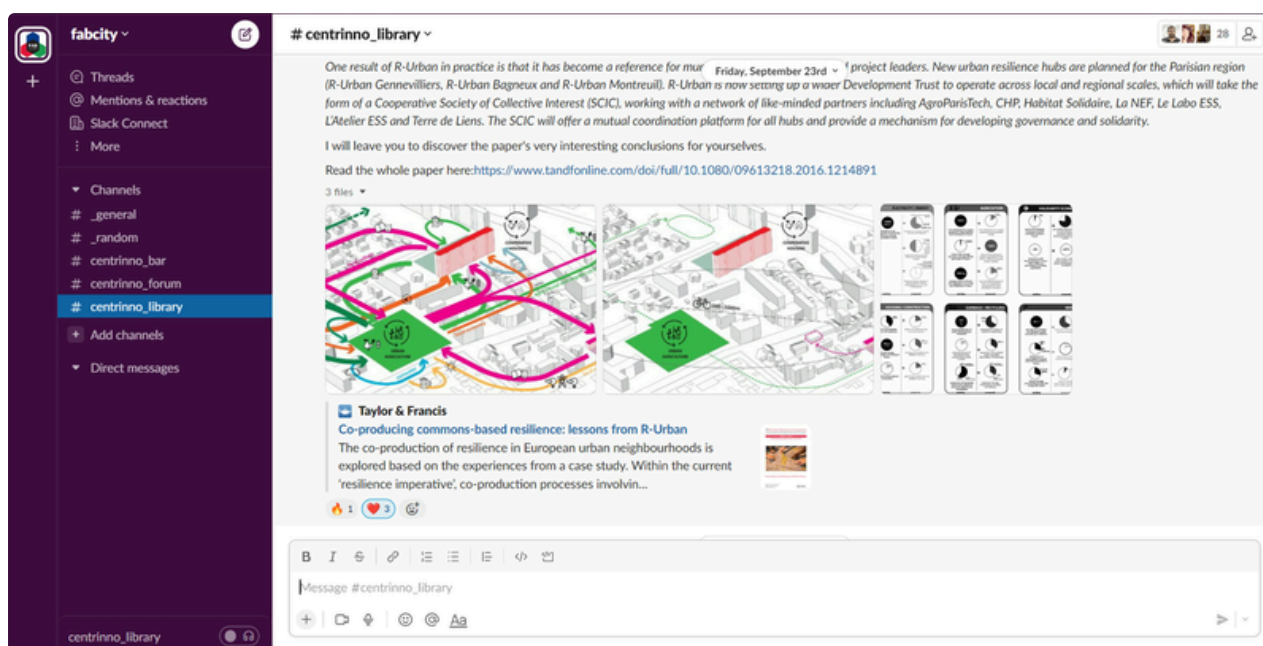 fabcity
Threads
Mentions & reactions
Slack Connect
More
Channels
# _general
# _random
# centrinno_bar
# centrinno_forum
# centrinno_library
+ Add channels
Direct messages
centrinno_library
# centrinno_library
28
One result of R-Urban in practice is that it has become a reference for mu project leaders. New urban resilience hubs are planned for the Parisian region
Friday, September 23rd
(R-Urban Gennevilliers, R-Urban Bagneux and R-Urban Montreuil). R-Urban is now setting up a wider Development Trust to operate across local and regional scales, which will take the
form of a Cooperative Society of Collective Interest (SCIC), working with a network of like-minded partners including AgroParisTech, CHP, Habitat Solidaire, La NEF, Le Labo ESS,
L'Atelier ESS and Terre de Liens. The SCIC will offer a mutual coordination platform for all hubs and provide a mechanism for developing governance and solidarity.
I will leave you to discover the paper's very interesting conclusions for yourselves.
Read the whole paper here:https://www.tandfonline.com/doi/full/10.1080/09613218.2016.1214891
3 files
COOPERATIVE
HOUSING
URBAN
AGRICULTURE
COOPERATIVE
HOUSING
URBAN
AGRICULTURE
Taylor & Francis
Co-producing commons-based resilience: lessons from R-Urban
The co-production of resilience in European urban neighbourhoods is
explored based on the experiences from a case study. Within the current
'resilience imperative', co-production processes involvin...
1
3
B I S
Message #centrinno_library
+ @ Aa